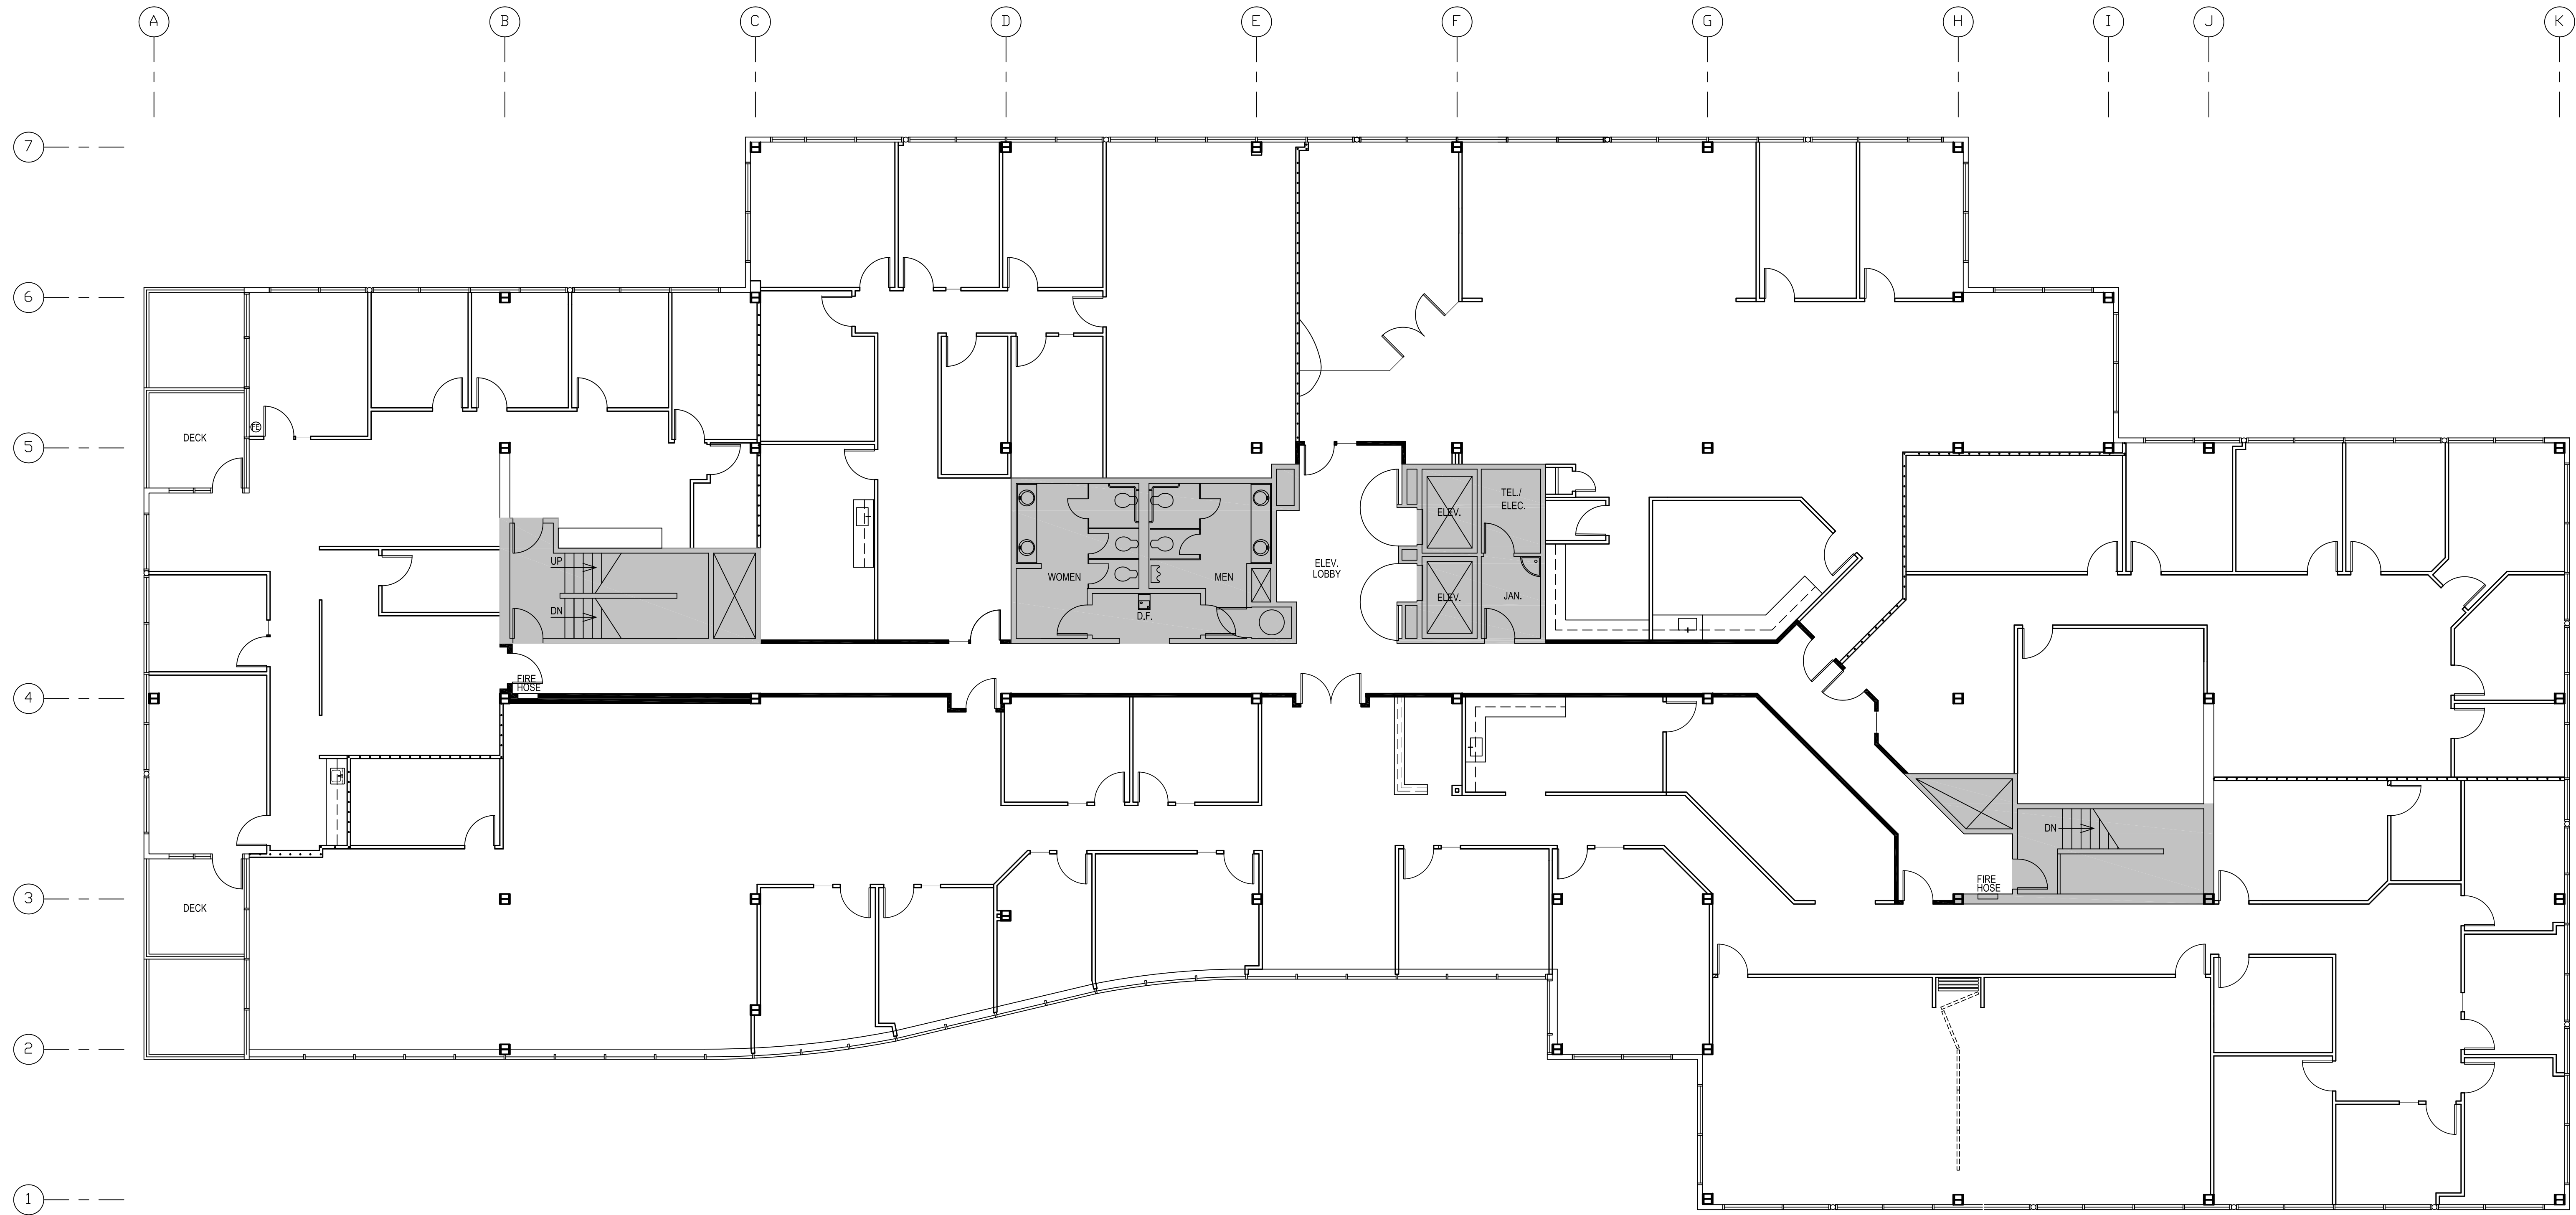 A
B
C
D
E
F
G
H
I
J
K
7
6
5
4
3
2
1
FE
DECK
TEL./
ELEC.
ELEV.
UP
DN
WOMEN
MEN
ELEV.
LOBBY
ELEV.
JAN.
D.F.
FIRE
HOSE
DN
FIRE
HOSE
DECK